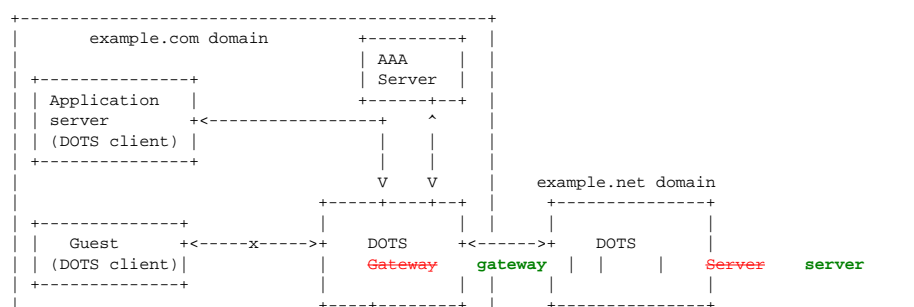 example.com domain
AAA
Server
Application
server
(DOTS client)
V V example.net domain
Guest x DOTS DOTS
(DOTS client) Gateway gateway Server server